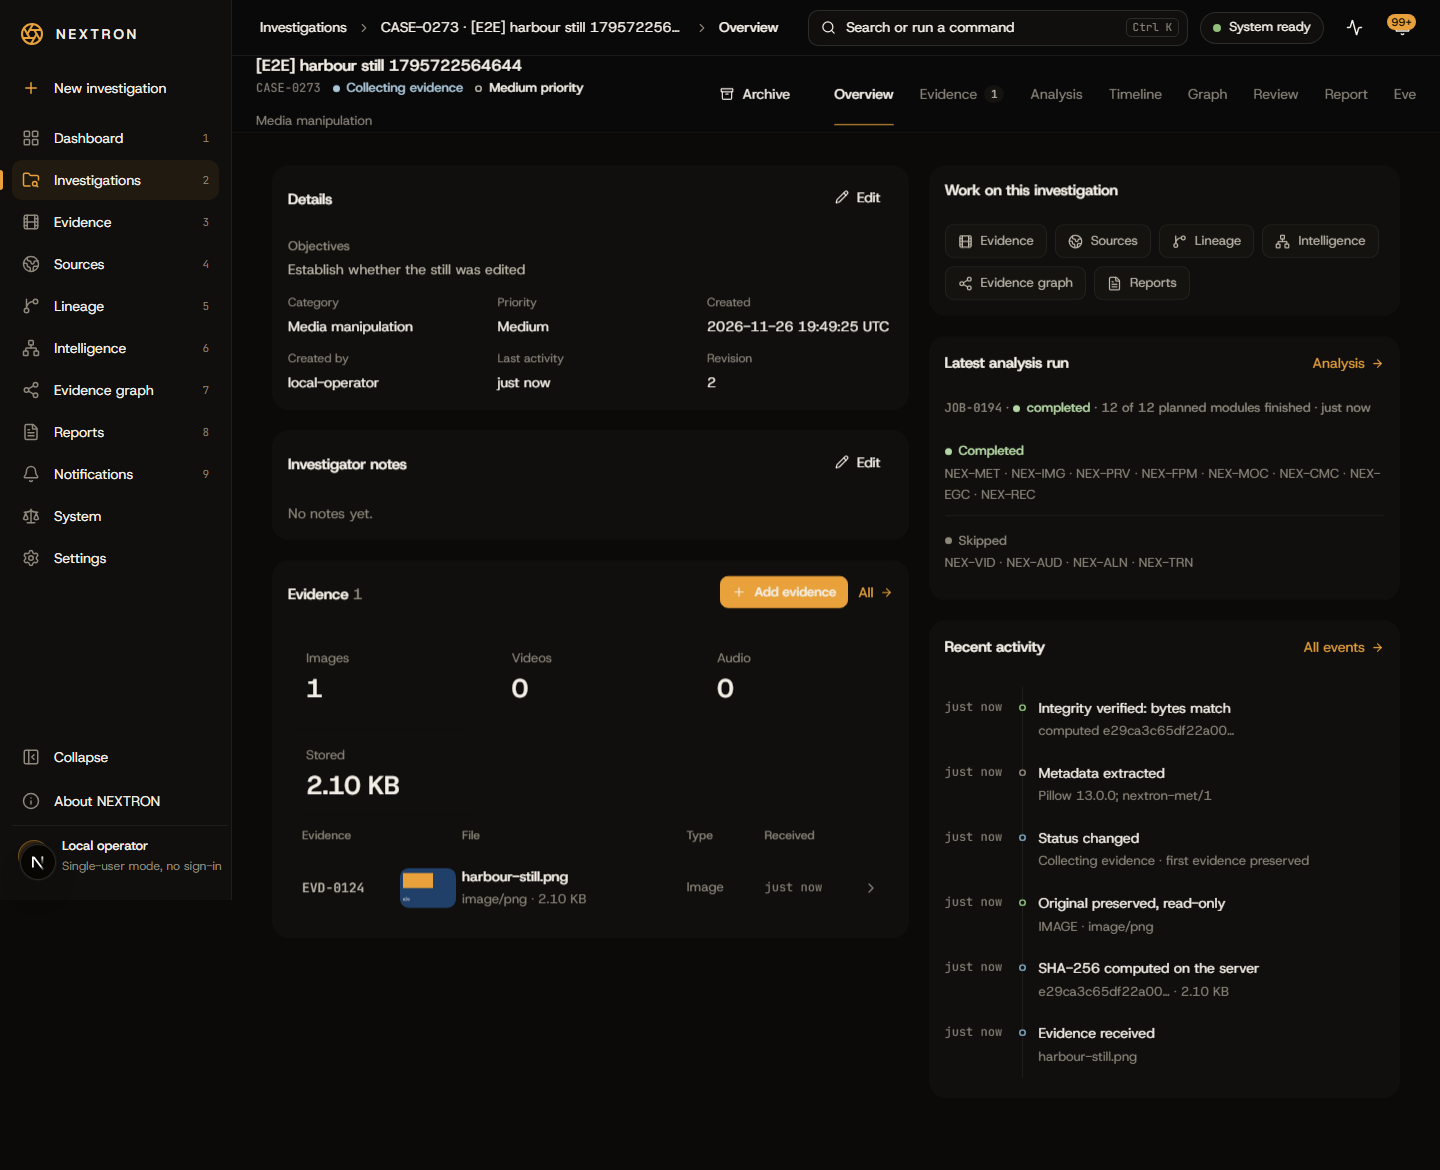 NEXTRON
New investigation
Dashboard 1
Investigations 2
Evidence 3
Sources 4
Lineage 5
Intelligence 6
Evidence graph 7
Reports 8
Notifications 9
System
Settings
Collapse
About NEXTRON
N
Local operator
Single-user mode, no sign-in
Investigations > CASE-0273 · [E2E] harbour still 179572256… > Overview
Search or run a command Ctrl K
System ready
99+
[E2E] harbour still 1795722564644
CASE-0273 Collecting evidence Medium priority
Media manipulation
Archive
Overview Evidence 1 Analysis Timeline Graph Review Report Eve
Details Edit
Objectives
Establish whether the still was edited
Category Priority Created
Media manipulation Medium 2026-11-26 19:49:25 UTC
Created by Last activity Revision
local-operator just now 2
Investigator notes Edit
No notes yet.
Evidence 1 + Add evidence All →
Images Videos Audio
1 0 0
Stored
2.10 KB
Evidence File Type Received
EVD-0124 harbour-still.png Image just now
image/png · 2.10 KB
Work on this investigation
Evidence Sources Lineage Intelligence
Evidence graph Reports
Latest analysis run Analysis →
JOB-0194 · completed · 12 of 12 planned modules finished · just now
Completed
NEX-MET · NEX-IMG · NEX-PRV · NEX-FPM · NEX-MOC · NEX-CMC · NEX-
EGC · NEX-REC
Skipped
NEX-VID · NEX-AUD · NEX-ALN · NEX-TRN
Recent activity All events →
just now Integrity verified: bytes match
computed e29ca3c65df22a00…
just now Metadata extracted
Pillow 13.0.0; nextron-met/1
just now Status changed
Collecting evidence · first evidence preserved
just now Original preserved, read-only
IMAGE · image/png
just now SHA-256 computed on the server
e29ca3c65df22a00… · 2.10 KB
just now Evidence received
harbour-still.png